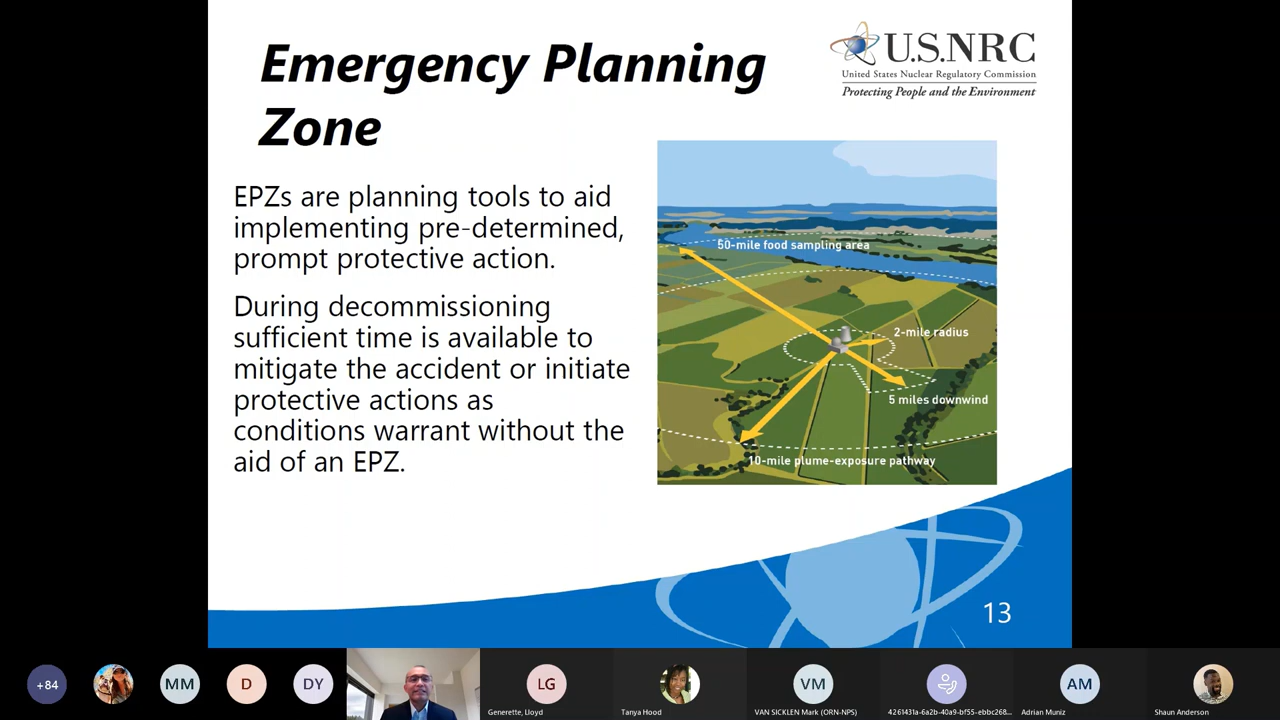 Emergency Planning
Zone
U.S.NRC
United States Nuclear Regulatory Commission
Protecting People and the Environment
EPZs are planning tools to aid
implementing pre-determined,
prompt protective action.
During decommissioning
sufficient time is available to
mitigate the accident or initiate
protective actions as
conditions warrant without the
aid of an EPZ.
50-mile food sampling area
2-mile radius
5 miles downwind
10-mile plume-exposure pathway
13
+84
MM
D
DY
LG
Generette, Lloyd
Tanya Hood
VM
VAN SICKLEN Mark (ORN-NPS)
4261431a-6a2b-40a9-bf55-ebbc268...
AM
Adrian Muniz
Shaun Anderson